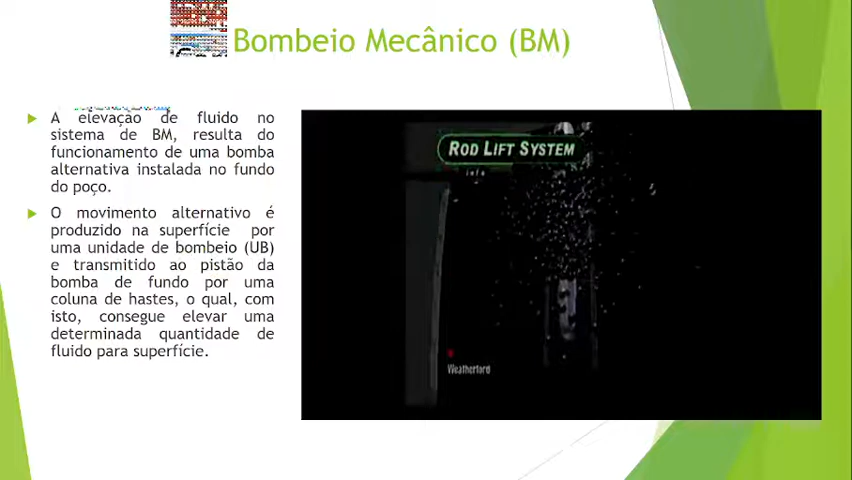 Bombeio Mecânico (BM)
A elevação de fluido no
sistema de BM, resulta do
funcionamento de uma bomba
alternativa instalada no fundo
do poço.
O movimento alternativo é
produzido na superfície por
uma unidade de bombeio (UB)
e transmitido ao pistão da
bomba de fundo por uma
coluna de hastes, o qual, com
isto, consegue elevar uma
determinada quantidade de
fluido para superfície.
ROD LIFT SYSTEM
info
Weatherford